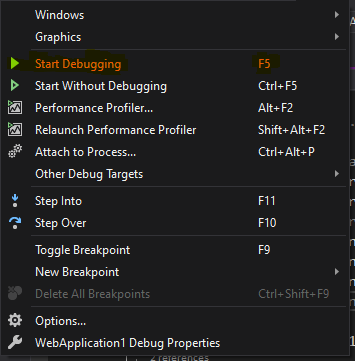 Windows
Graphics
Start Debugging F5
Start Without Debugging Ctrl+F5
Performance Profiler... Alt+F2
Relaunch Performance Profiler Shift+Alt+F2
Attach to Process... Ctrl+Alt+P
Other Debug Targets
Step Into F11
Step Over F10
Toggle Breakpoint F9
New Breakpoint
Delete All Breakpoints Ctrl+Shift+F9
Options...
WebApplication1 Debug Properties
2 references